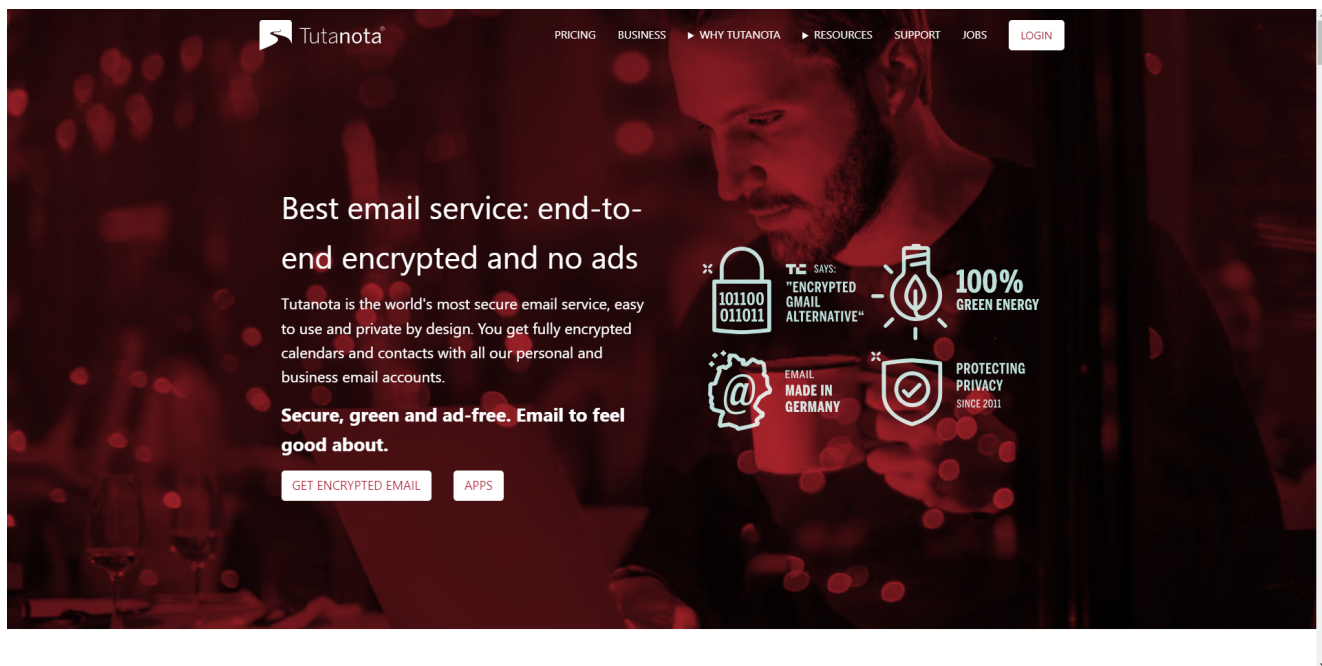 Tutanota®
PRICING
BUSINESS
▶ WHY TUTANOTA
▶ RESOURCES
SUPPORT
JOBS
LOGIN
Best email service: end-to-
end encrypted and no ads
Tutanota is the world's most secure email service, easy
to use and private by design. You get fully encrypted
calendars and contacts with all our personal and
business email accounts.
Secure, green and ad-free. Email to feel
good about.
GET ENCRYPTED EMAIL
APPS
101100
011011
TC SAYS:
"ENCRYPTED
GMAIL
ALTERNATIVE“
100%
GREEN ENERGY
@
EMAIL
MADE IN
GERMANY
PROTECTING
PRIVACY
SINCE 2011